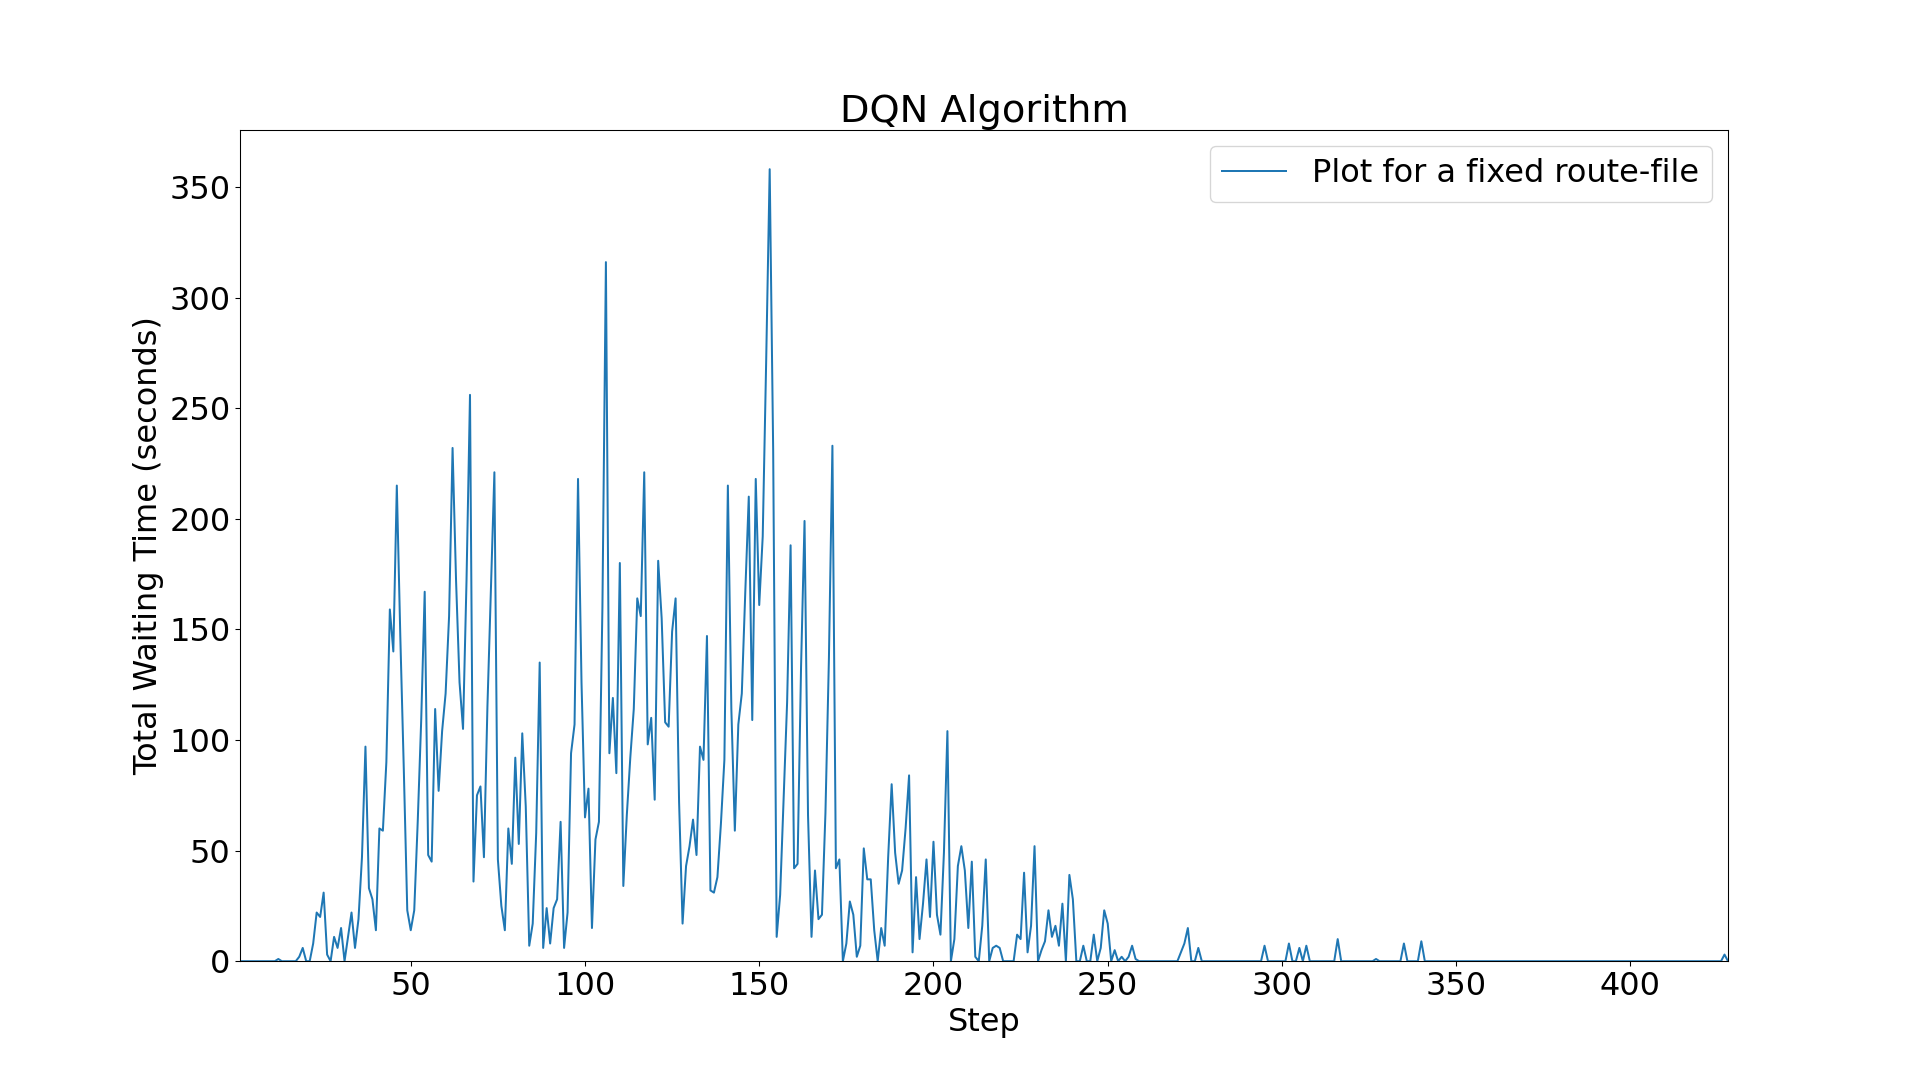 DQN Algorithm
Plot for a fixed route-file
Total Waiting Time (seconds)
350
300
250
200
150
100
50
0
50 100 150 200 250 300 350 400
Step